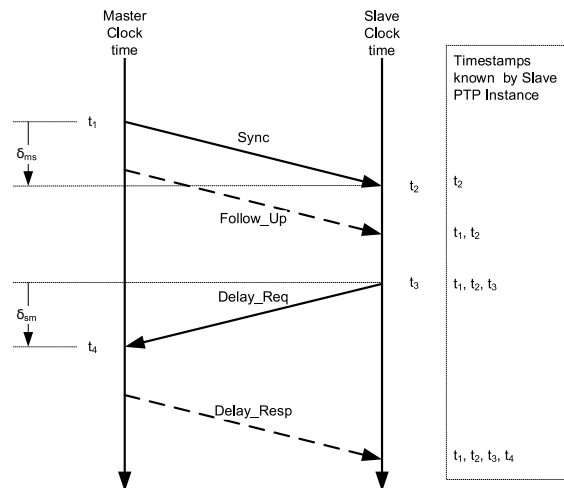 Master
Clock
time
Slave
Clock
time
Timestamps
known by Slave
PTP Instance
t1
Sync
δms
t2
t2
Follow_Up
t1, t2
t3
t1, t2, t3
Delay_Req
δsm
t4
Delay_Resp
t1, t2, t3, t4